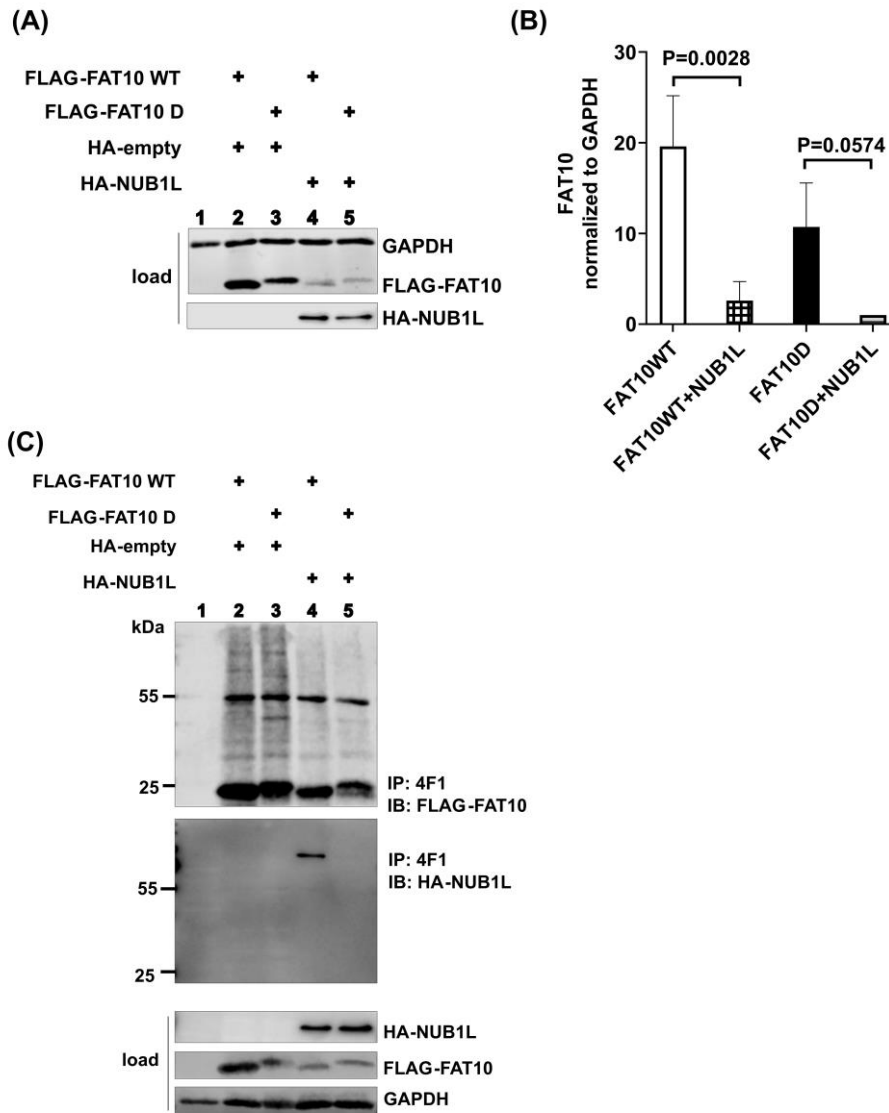 (A)
FLAG-FAT10 WT + +
FLAG-FAT10 D + +
HA-empty + +
HA-NUB1L + +
1 2 3 4 5
GAPDH
load
FLAG-FAT10
HA-NUB1L
(B)
FAT10
normalized to GAPDH
30
20
10
0
P=0.0028
P=0.0574
FAT10WT
FAT10WT+NUB1L
FAT10D
FAT10D+NUB1L
(C)
FLAG-FAT10 WT + +
FLAG-FAT10 D + +
HA-empty + +
HA-NUB1L + +
1 2 3 4 5
kDa
55
25
IP: 4F1
IB: FLAG-FAT10
IP: 4F1
IB: HA-NUB1L
55
25
HA-NUB1L
load
FLAG-FAT10
GAPDH